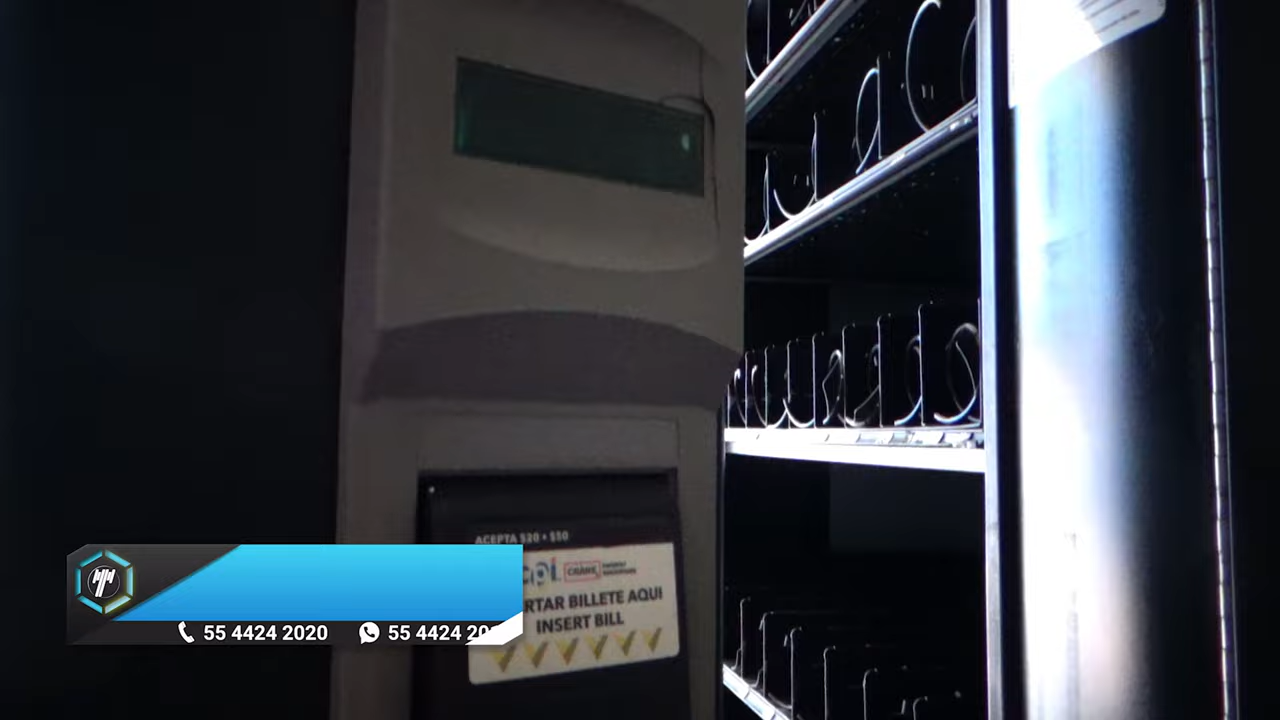 ACEPTA $20 • $50
CRANE
RTAR BILLETE AQUI
INSERT BILL
55 4424 2020
55 4424 20